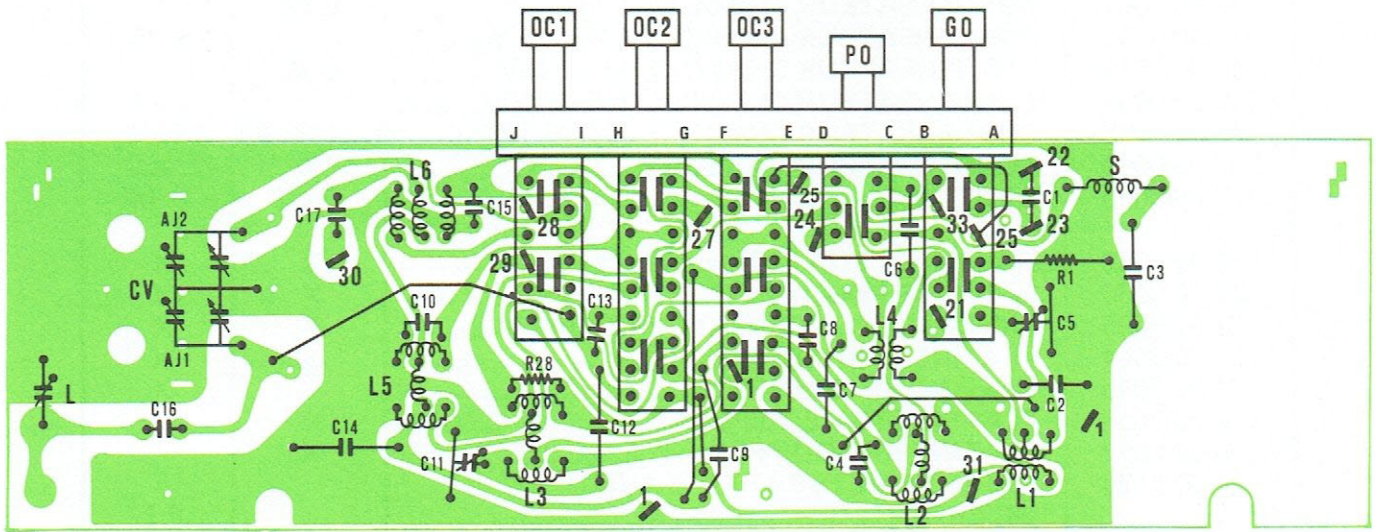 OC1 OC2 OC3 PO GO
J I H G F E D C B A
22 S
L6 25 C1
C17 C15 24 33 23
AJ2 28 27 25
30 29 C6 R1 C3
CV
C10 C13 21 C5
AJ1 C8 L4
L R28 1 C7
L5 C2
C16 C12 1
C14 C11 C9 C4 31
L3 1 L2 L1